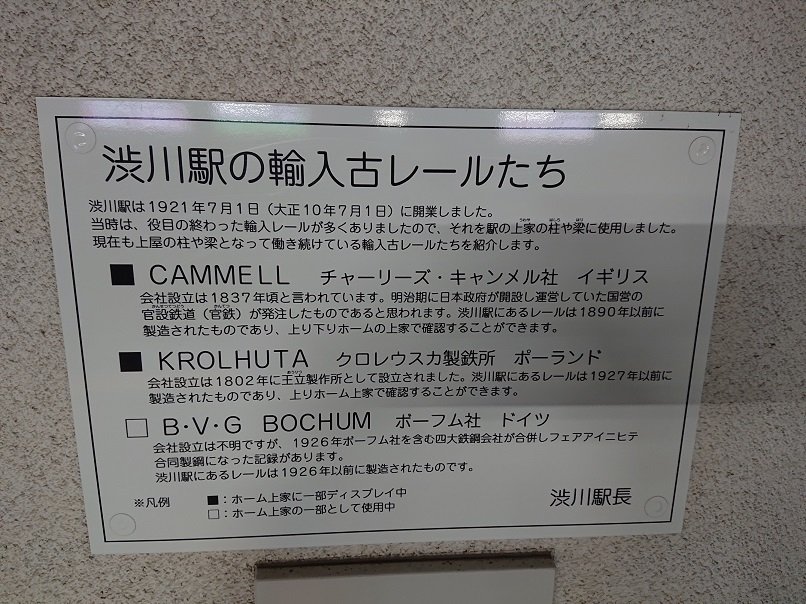 渋川駅の輸入古レールたち
渋川駅は1921年7月1日（大正10年7月1日）に開業しました。
当時は、役目の終わった輸入レールが多くありましたので、それを駅の上家の柱や梁に使用しました。
現在も上屋の柱や梁となって働き続けている輸入古レールたちを紹介します。
■ CAMMELL チャーリーズ・キャンメル社 イギリス
会社設立は1837年頃と言われています。明治期に日本政府が開設し運営していた国営の
官設鉄道（官鉄）が発注したものであると思われます。渋川駅にあるレールは1890年以前に
製造されたものであり、上り下りホームの上家で確認することができます。
■ KROLHUTA クロレウスカ製鉄所 ポーランド
会社設立は1802年に王立製作所として設立されました。渋川駅にあるレールは1927年以前に
製造されたものであり、上りホーム上家で確認することができます。
□ B・V・G BOCHUM ボーフム社 ドイツ
会社設立は不明ですが、1926年ボーフム社を含む四大鉄鋼会社が合併しフェアアイニヒテ
合同製鋼になった記録があります。
渋川駅にあるレールは1926年以前に製造されたものです。
※凡例 ■：ホーム上家に一部ディスプレイ中
□：ホーム上家の一部として使用中
渋川駅長